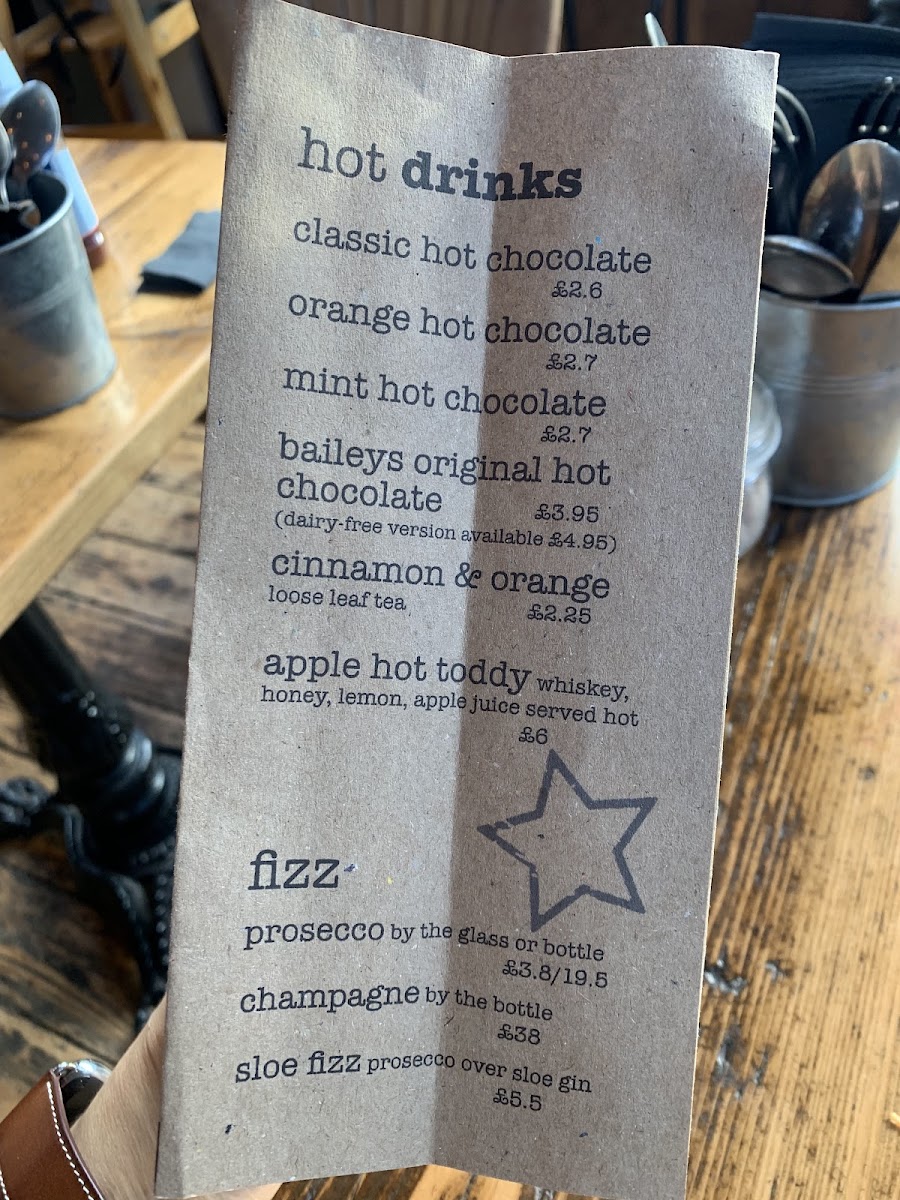 hot drinks
classic hot chocolate
£2.6
orange hot chocolate
£2.7
mint hot chocolate
£2.7
baileys original hot
chocolate £3.95
(dairy-free version available £4.95)
cinnamon & orange
loose leaf tea £2.25
apple hot toddy whiskey,
honey, lemon, apple juice served hot
£6
fizz
prosecco by the glass or bottle
£3.8/19.5
champagne by the bottle
£38
sloe fizz prosecco over sloe gin
£5.5